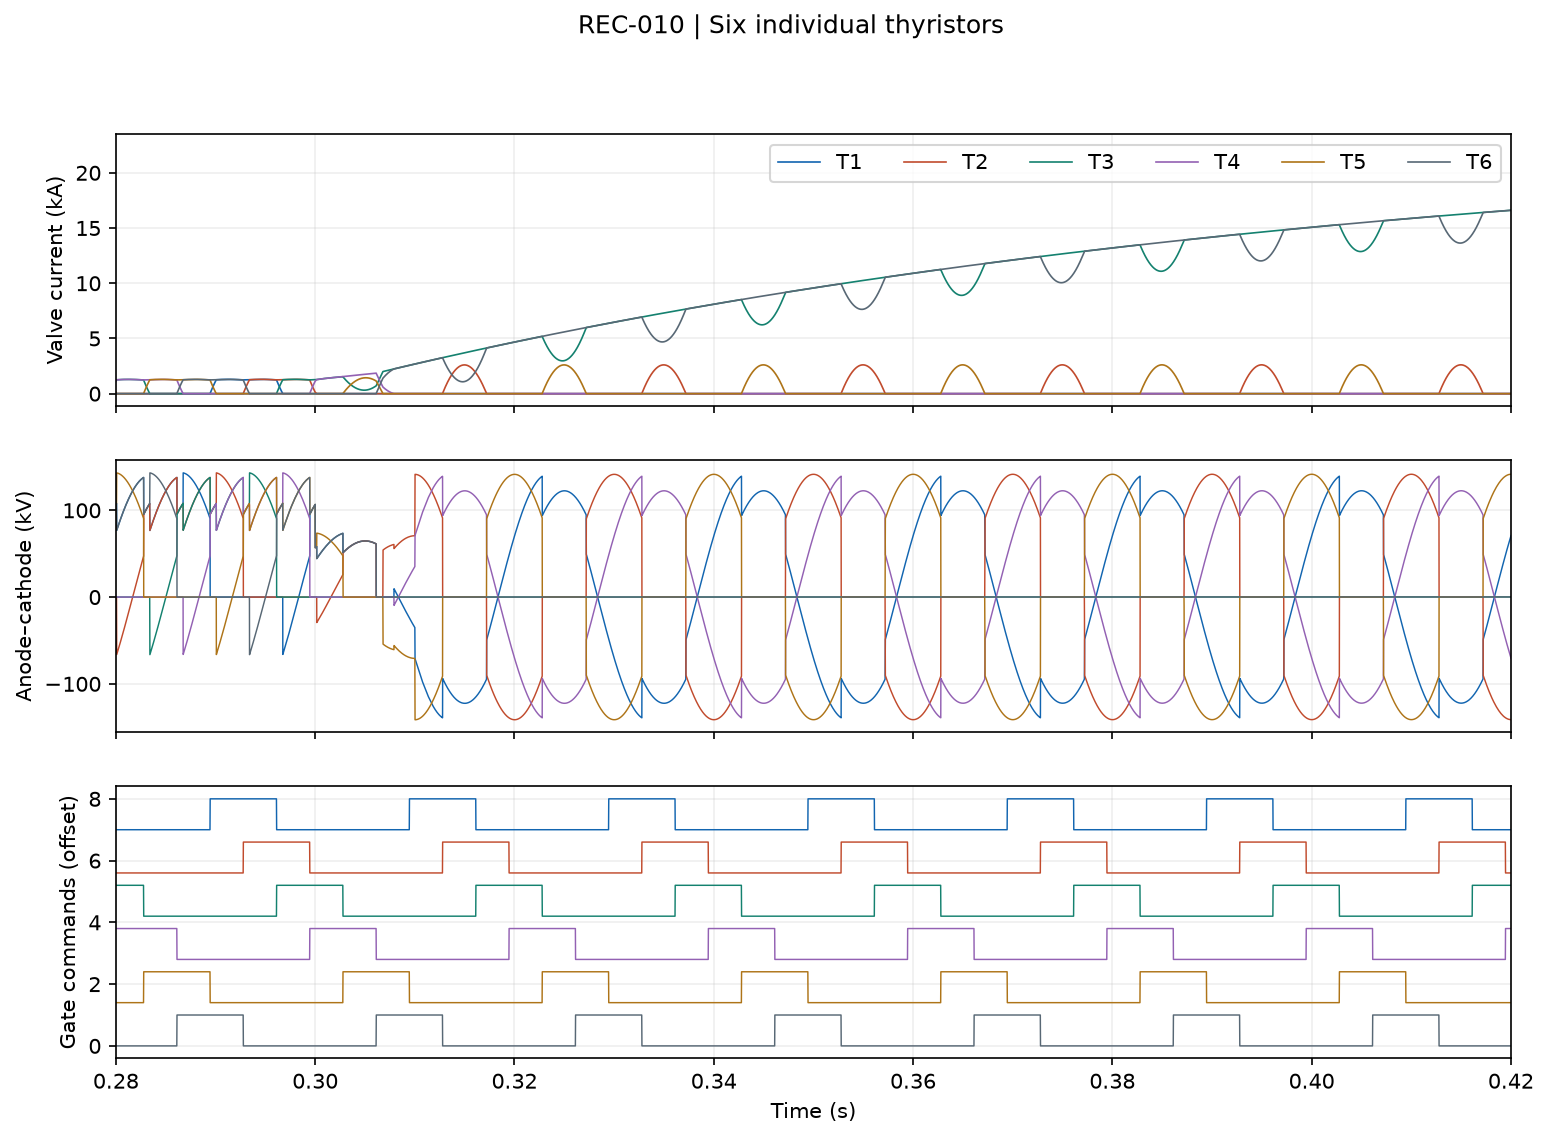 REC-010 | Six individual thyristors
Valve current (kA)
20
15
10
5
0
T1 T2 T3 T4 T5 T6
Anode–cathode (kV)
100
0
−100
Gate commands (offset)
8
6
4
2
0
0.28 0.30 0.32 0.34 0.36 0.38 0.40 0.42
Time (s)